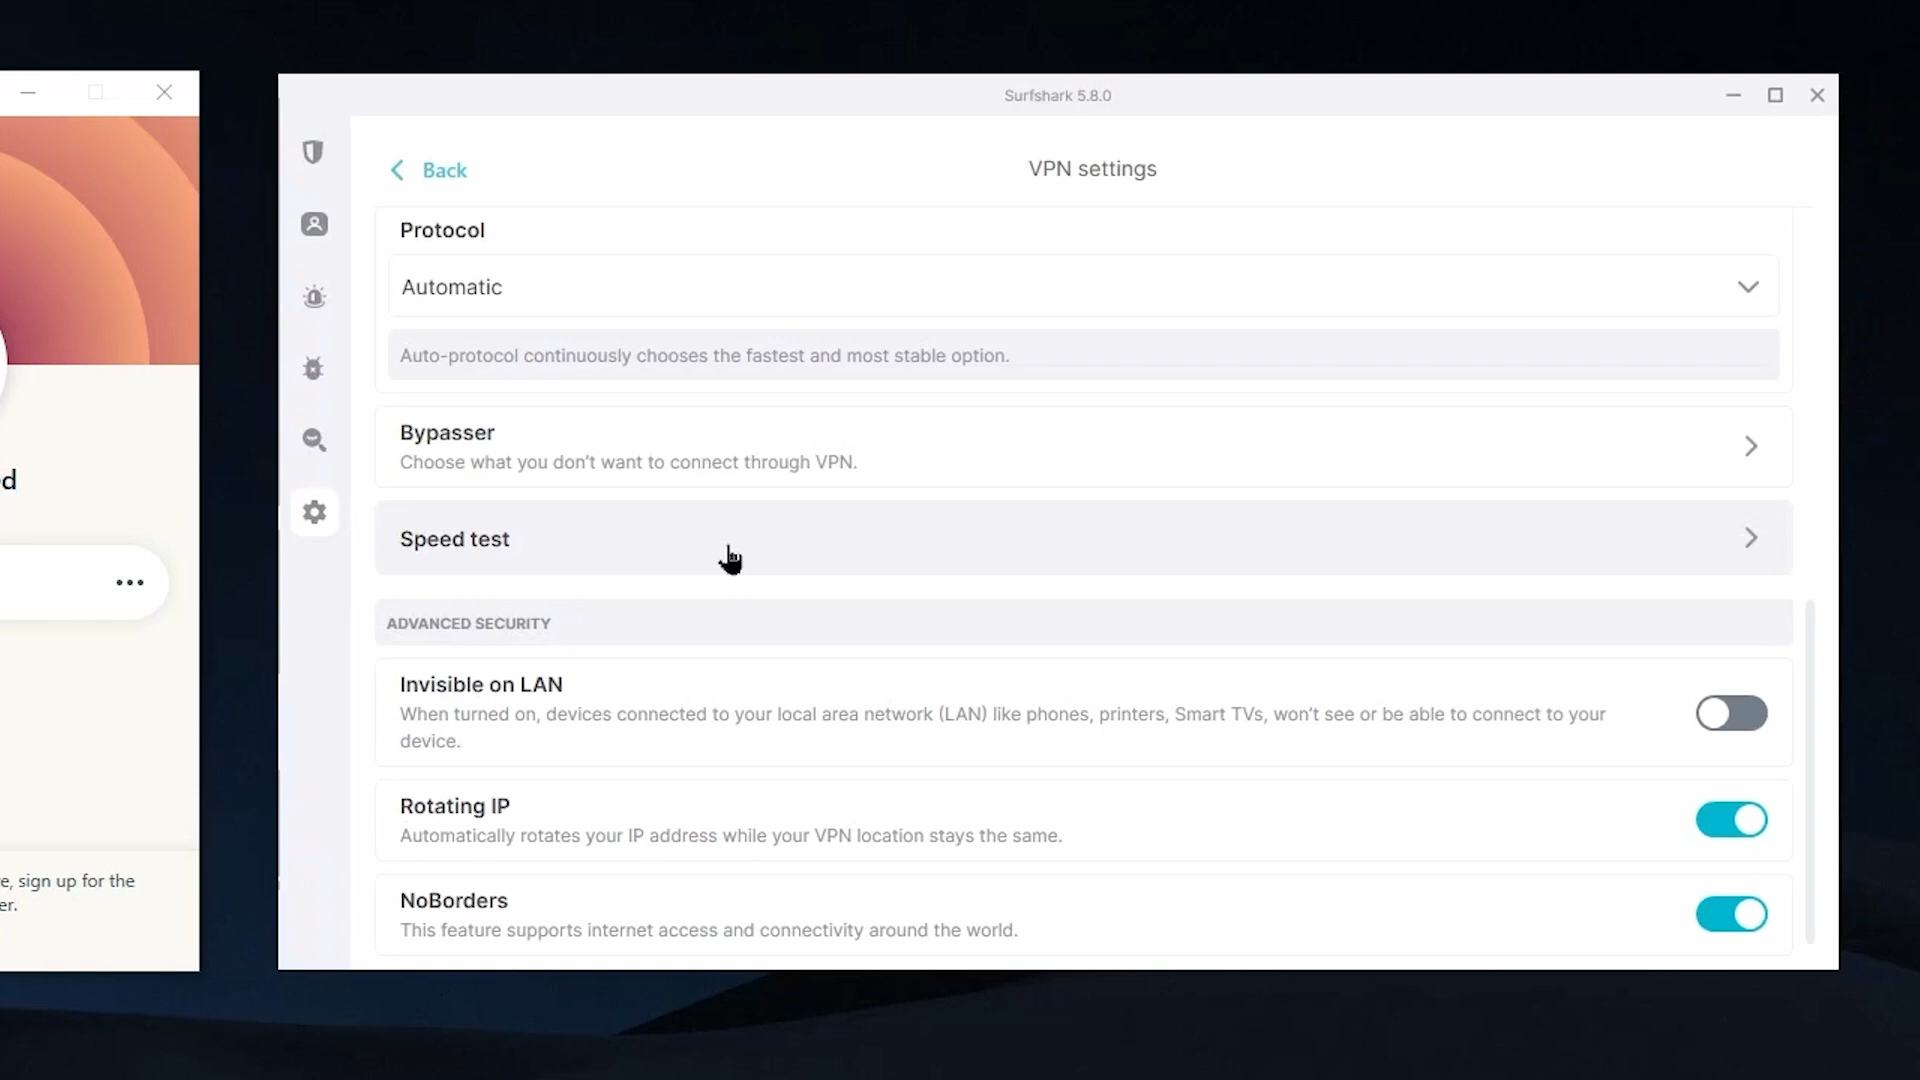 Surfshark 5.8.0
Back
VPN settings
Protocol
Automatic
Auto-protocol continuously chooses the fastest and most stable option.
Bypasser
Choose what you don't want to connect through VPN.
Speed test
ADVANCED SECURITY
Invisible on LAN
When turned on, devices connected to your local area network (LAN) like phones, printers, Smart TVs, won't see or be able to connect to your
device.
Rotating IP
Automatically rotates your IP address while your VPN location stays the same.
NoBorders
This feature supports internet access and connectivity around the world.
d
e, sign up for the
er.